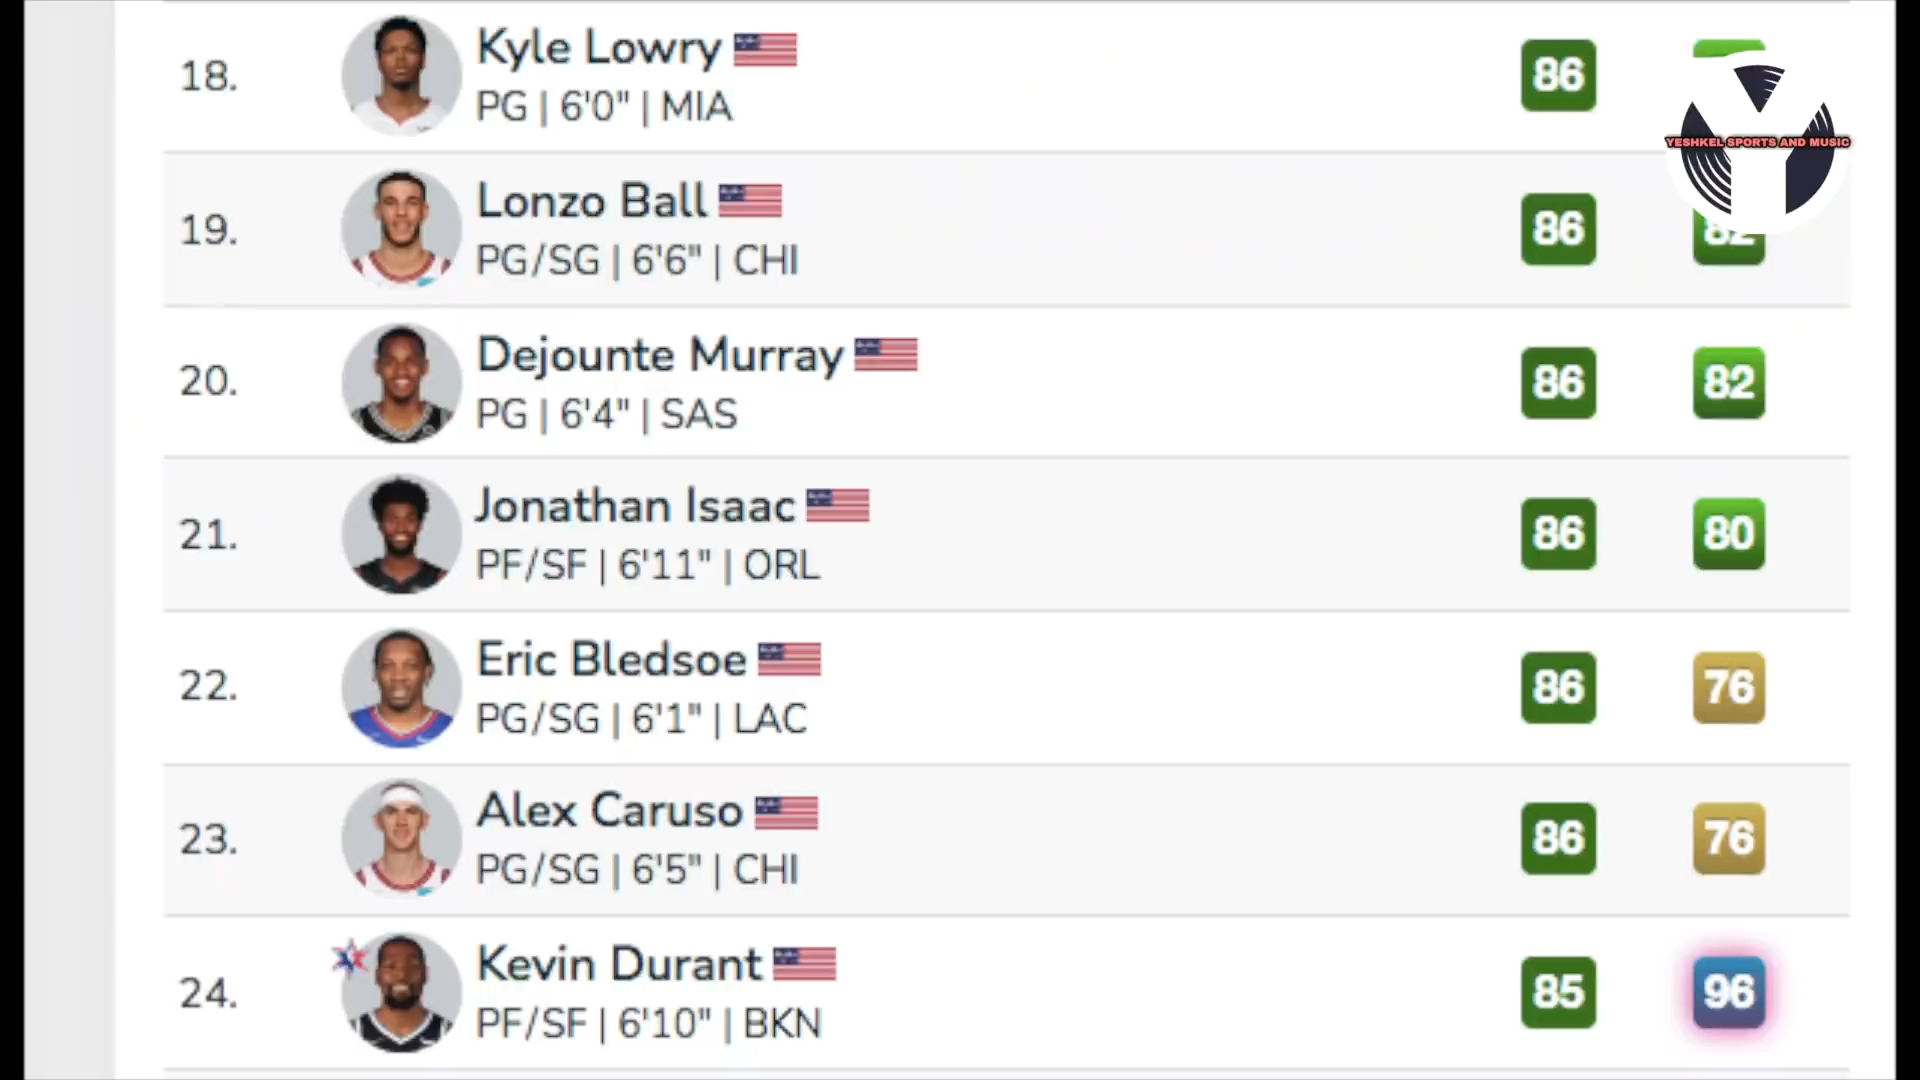 18.
Kyle Lowry
PG | 6'0" | MIA
86
YESHKEL SPORTS AND MUSIC
19.
Lonzo Ball
PG/SG | 6'6" | CHI
86
82
20.
Dejounte Murray
PG | 6'4" | SAS
86
82
21.
Jonathan Isaac
PF/SF | 6'11" | ORL
86
80
22.
Eric Bledsoe
PG/SG | 6'1" | LAC
86
76
23.
Alex Caruso
PG/SG | 6'5" | CHI
86
76
24.
Kevin Durant
PF/SF | 6'10" | BKN
85
96